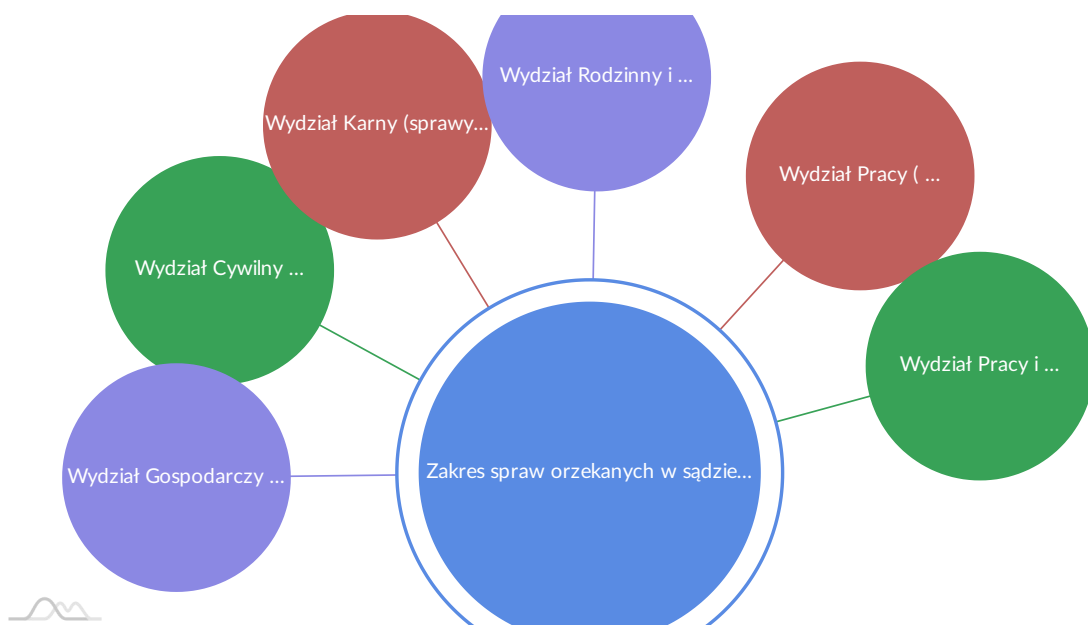 Wydział Rodzinny i ...
Wydział Karny (sprawy...
Wydział Pracy ( ...
Wydział Cywilny ...
Wydział Pracy i ...
Wydział Gospodarczy ...
Zakres spraw orzekanych w sądzie...